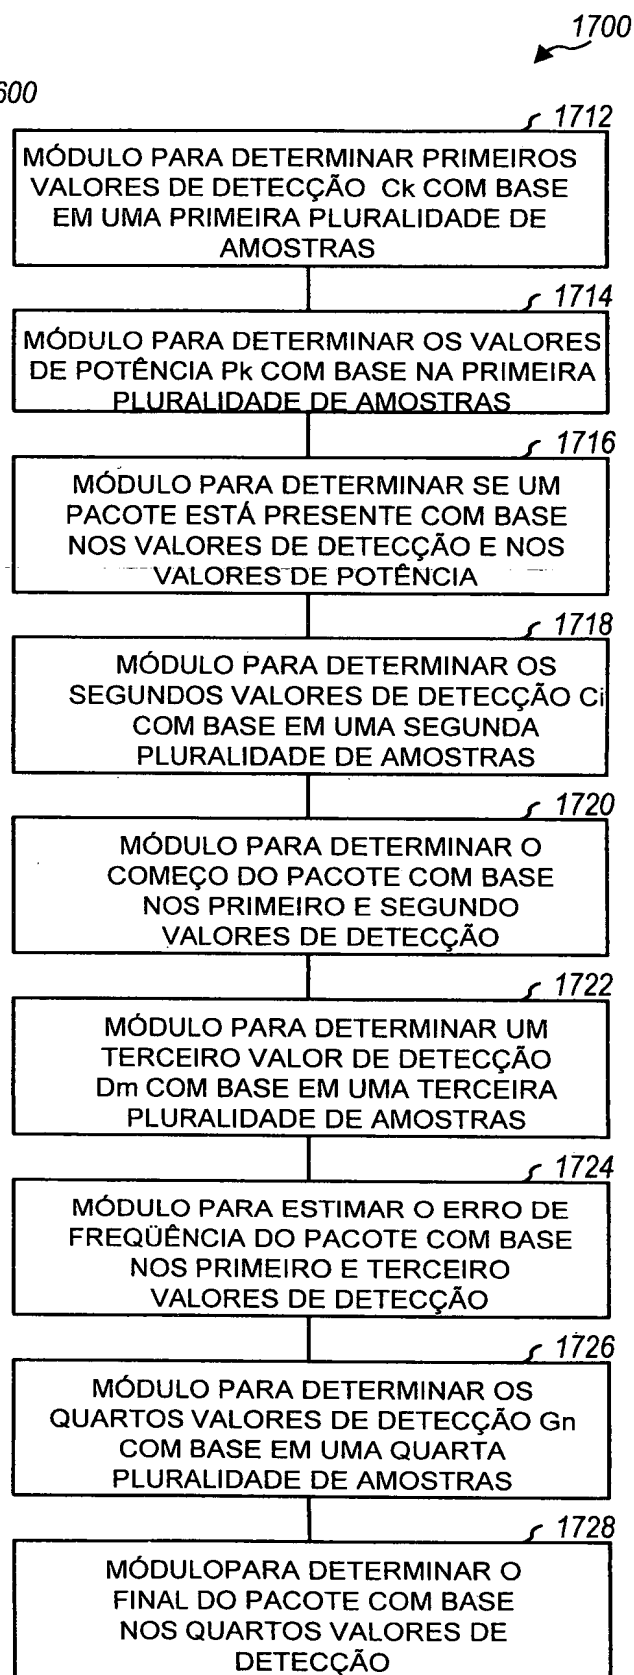 1700
600
1712
MÓDULO PARA DETERMINAR PRIMEIROS
VALORES DE DETECÇÃO Ck COM BASE
EM UMA PRIMEIRA PLURALIDADE DE
AMOSTRAS
1714
MÓDULO PARA DETERMINAR OS VALORES
DE POTÊNCIA Pk COM BASE NA PRIMEIRA
PLURALIDADE DE AMOSTRAS
1716
MÓDULO PARA DETERMINAR SE UM
PACOTE ESTÁ PRESENTE COM BASE
NOS VALORES DE DETECÇÃO E NOS
VALORES DE POTÊNCIA
1718
MÓDULO PARA DETERMINAR OS
SEGUNDOS VALORES DE DETECÇÃO Ci
COM BASE EM UMA SEGUNDA
PLURALIDADE DE AMOSTRAS
1720
MÓDULO PARA DETERMINAR O
COMEÇO DO PACOTE COM BASE
NOS PRIMEIRO E SEGUNDO
VALORES DE DETECÇÃO
1722
MÓDULO PARA DETERMINAR UM
TERCEIRO VALOR DE DETECÇÃO
Dm COM BASE EM UMA TERCEIRA
PLURALIDADE DE AMOSTRAS
1724
MÓDULO PARA ESTIMAR O ERRO DE
FREQÜÊNCIA DO PACOTE COM BASE
NOS PRIMEIRO E TERCEIRO
VALORES DE DETECÇÃO
1726
MÓDULO PARA DETERMINAR OS
QUARTOS VALORES DE DETECÇÃO Gn
COM BASE EM UMA QUARTA
PLURALIDADE DE AMOSTRAS
1728
MÓDULOPARA DETERMINAR O
FINAL DO PACOTE COM BASE
NOS QUARTOS VALORES DE
DETECÇÃO